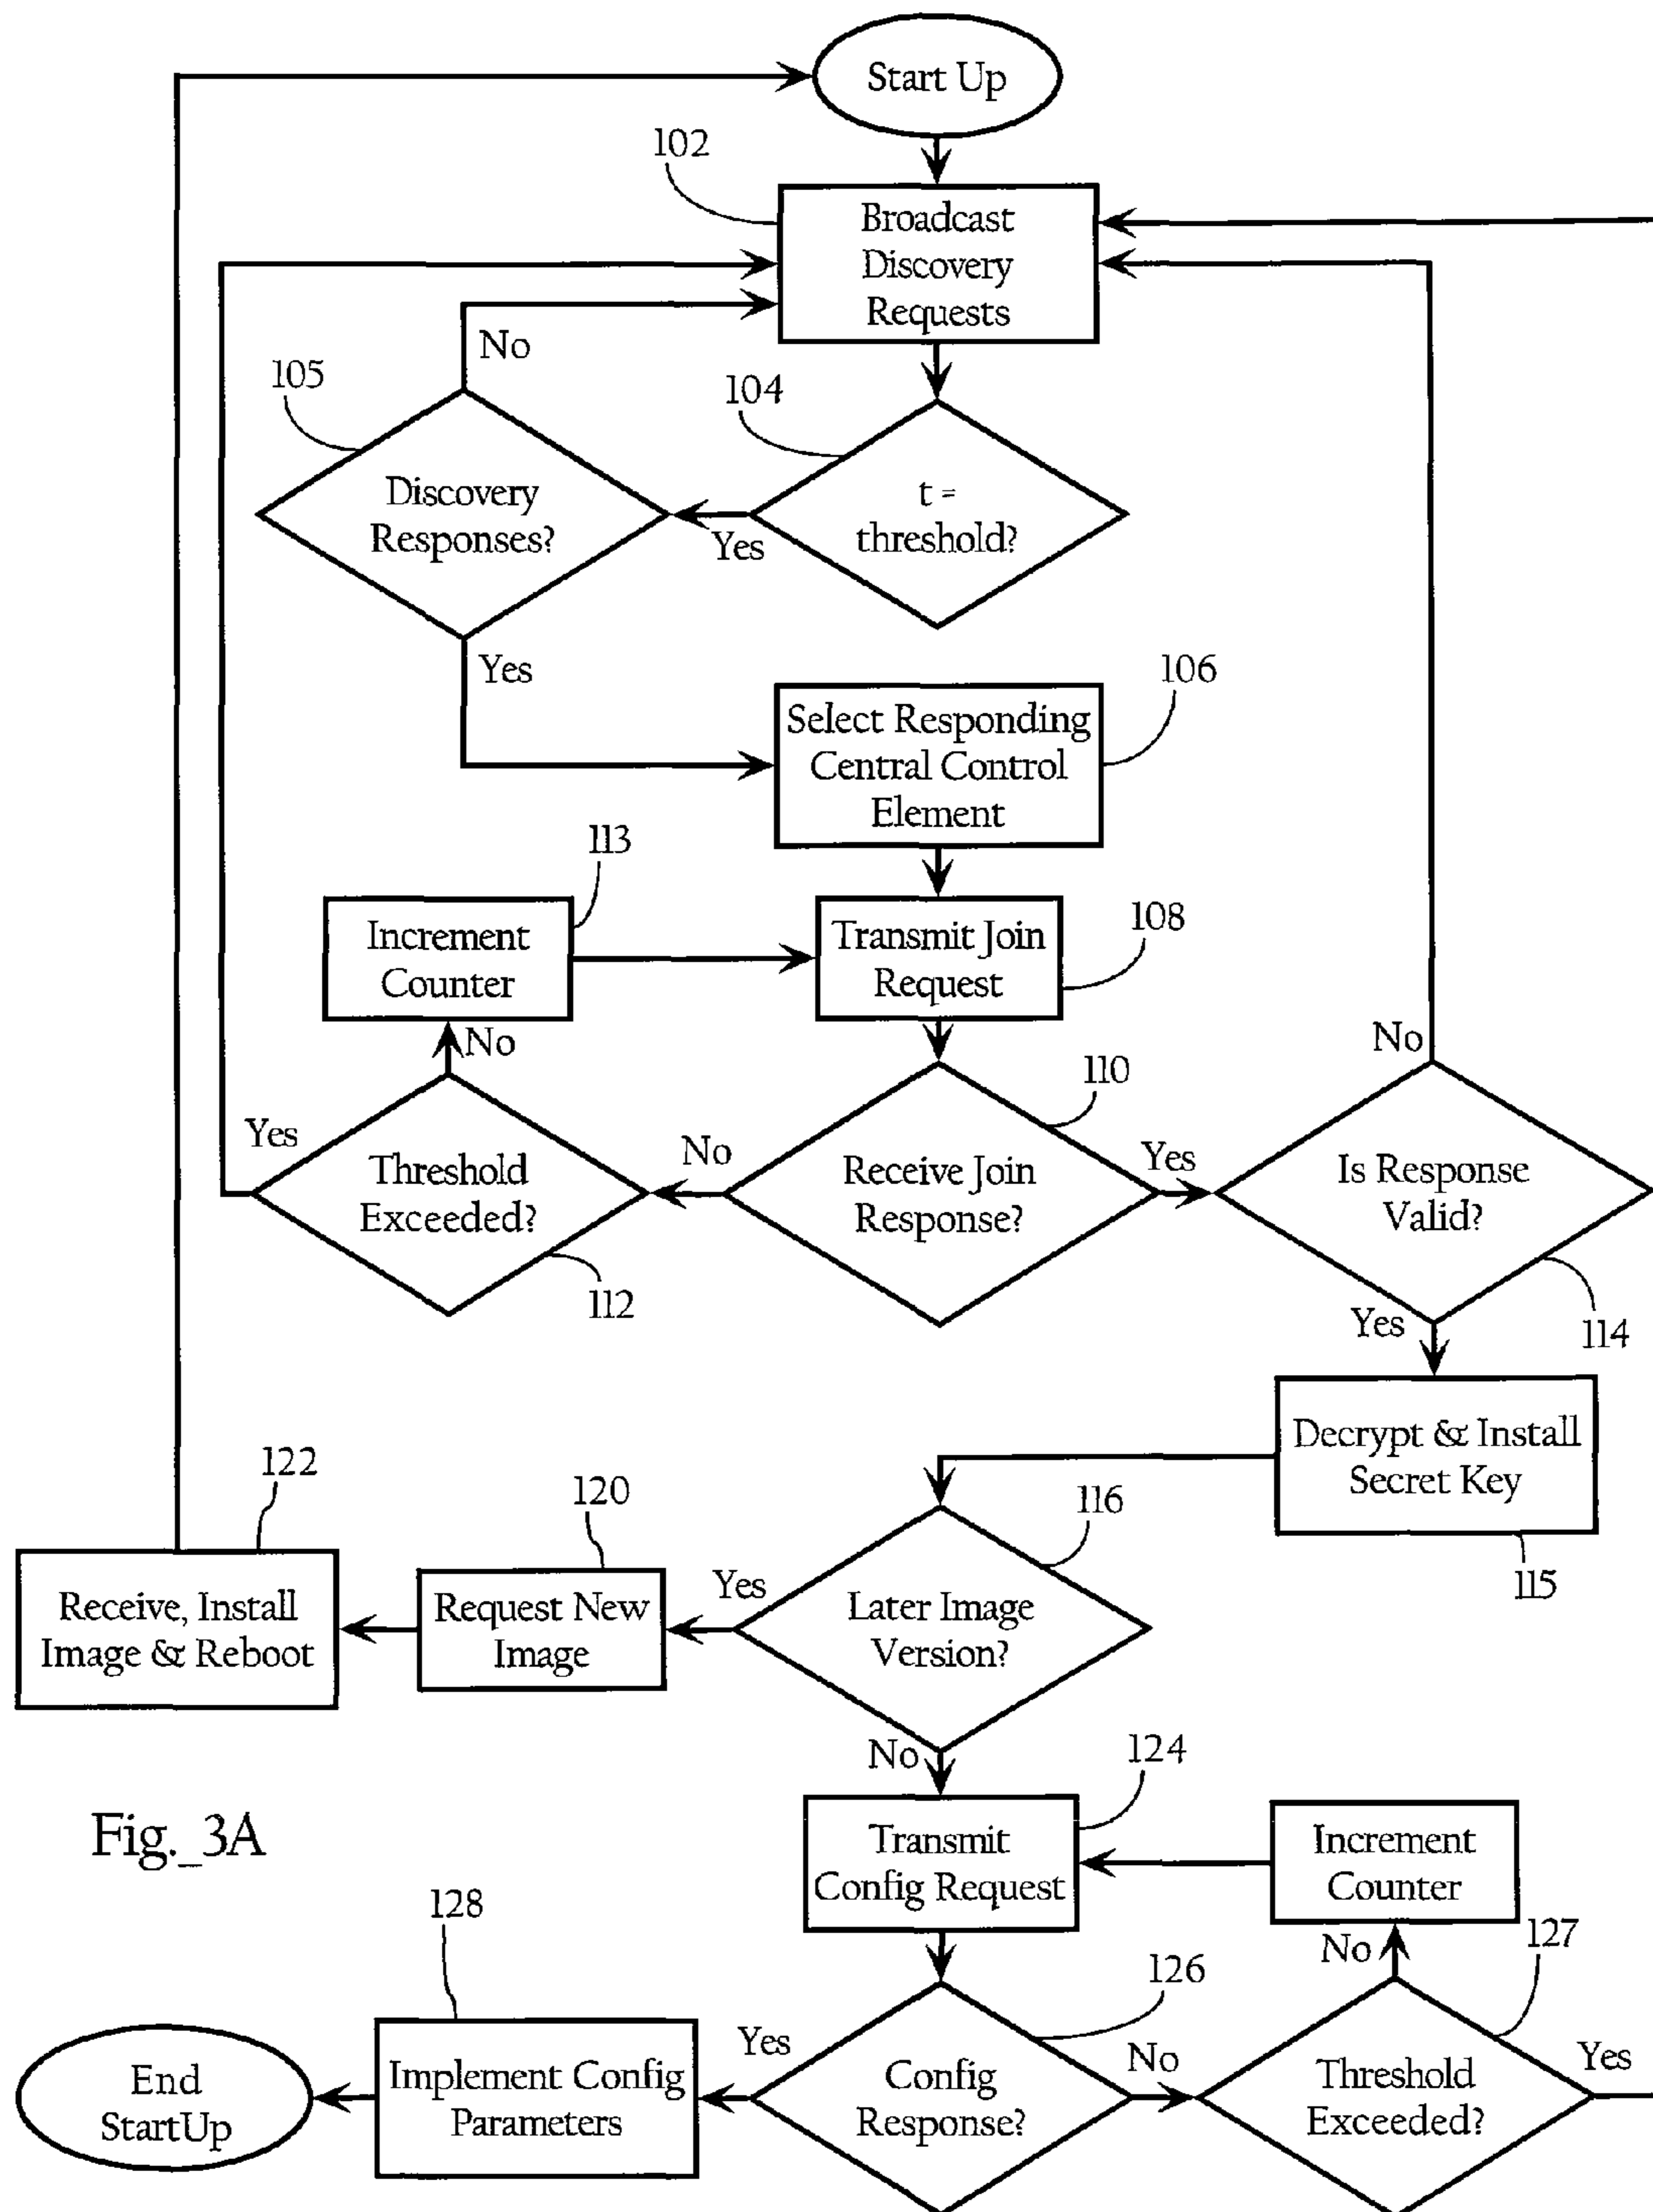 Start Up
102
Broadcast
Discovery
Requests
No
105
104
Discovery
Responses?
Yes
t =
threshold?
Yes
106
Select Responding
Central Control
Element
113
Increment
Counter
108
Transmit Join
Request
No
No
110
Yes
Threshold
Exceeded?
No
Receive Join
Response?
Yes
Is Response
Valid?
112
Yes
114
Decrypt & Install
Secret Key
115
122
120
116
Receive, Install
Image & Reboot
Request New
Image
Yes
Later Image
Version?
No
124
Fig._3A
Transmit
Config Request
Increment
Counter
128
No
127
126
End
StartUp
Implement Config
Parameters
Yes
Config
Response?
No
Threshold
Exceeded?
Yes